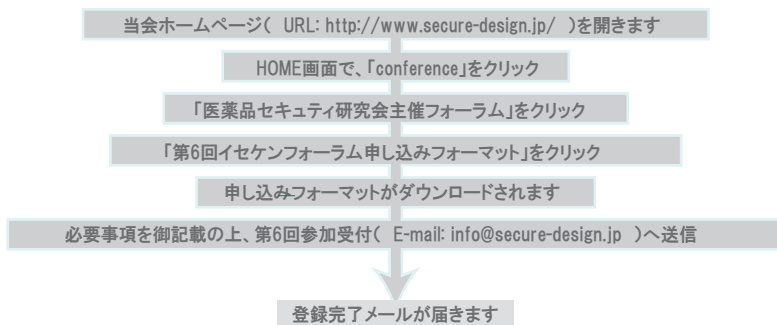 当会ホームページ( URL: http://www.secure-design.jp/ )を開きます
HOME画面で、「conference」をクリック
「医薬品セキュティ研究会主催フォーラム」をクリック
「第6回イセケンフォーラム申し込みフォーマット」をクリック
申し込みフォーマットがダウンロードされます
必要事項を御記載の上、第6回参加受付( E-mail: info@secure-design.jp )へ送信
登録完了メールが届きます